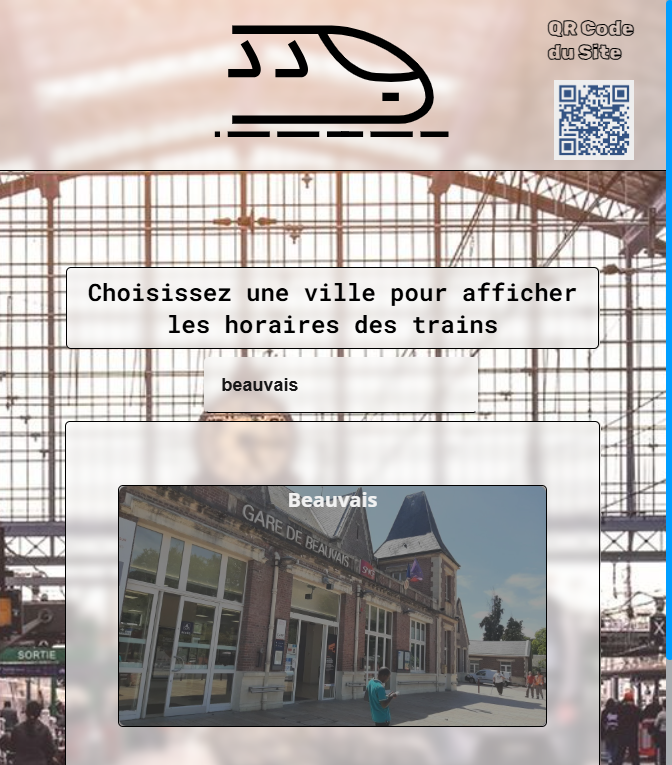 QR Code
du Site
Choisissez une ville pour afficher
les horaires des trains
beauvais
Beauvais
GARE DE BEAUVAIS
SORTIE